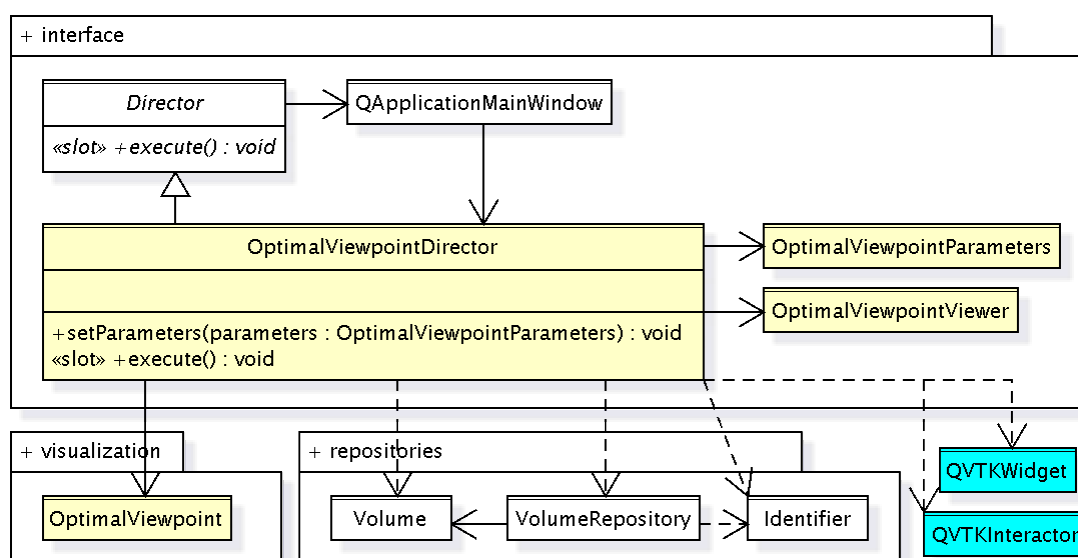 + interface
Director
«slot» +execute() : void
QApplicationMainWindow
OptimalViewpointDirector
+setParameters(parameters : OptimalViewpointParameters) : void
«slot» +execute() : void
OptimalViewpointParameters
OptimalViewpointViewer
+ visualization
OptimalViewpoint
+ repositories
Volume
VolumeRepository
Identifier
QVTKWidget
QVTKInteractor